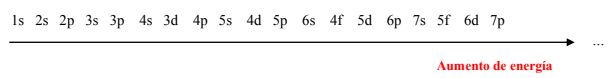 1s 2s 2p 3s 3p 4s 3d 4p 5s 4d 5p 6s 4f 5d 6p 7s 5f 6d 7p
...
Aumento de energía